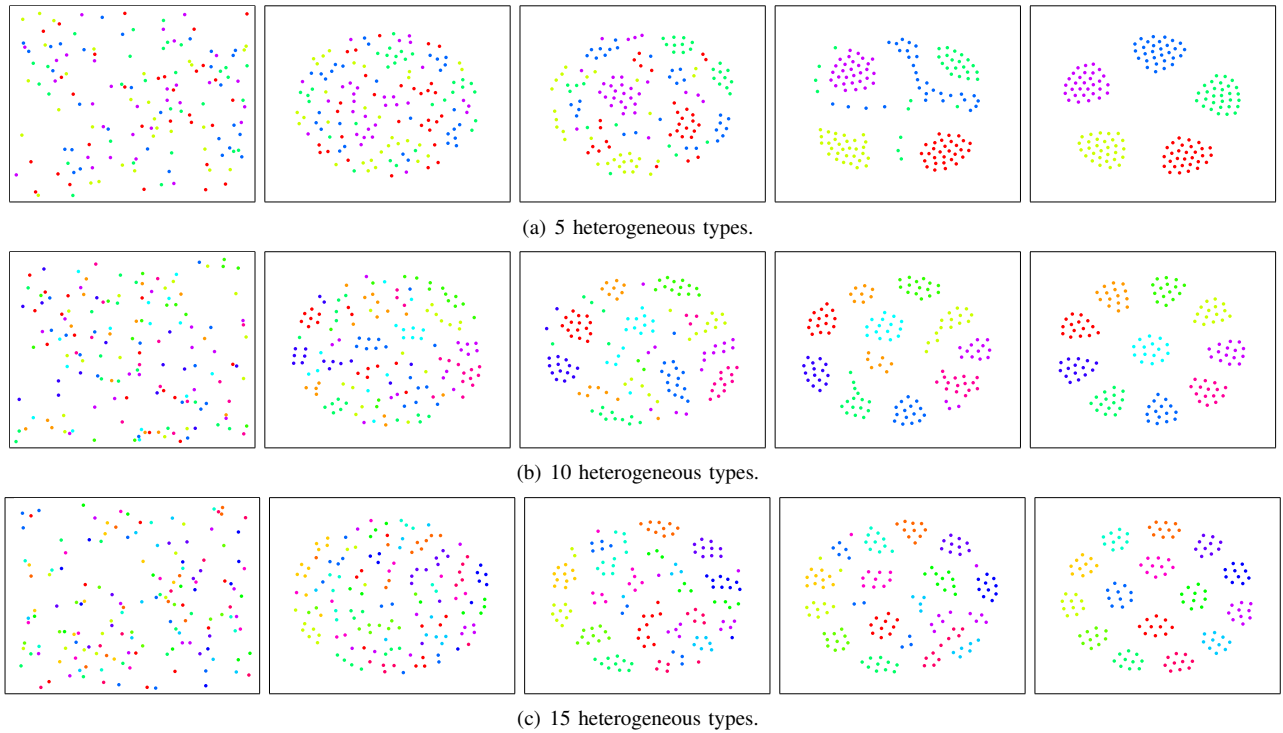 (a) 5 heterogeneous types.
(b) 10 heterogeneous types.
(c) 15 heterogeneous types.